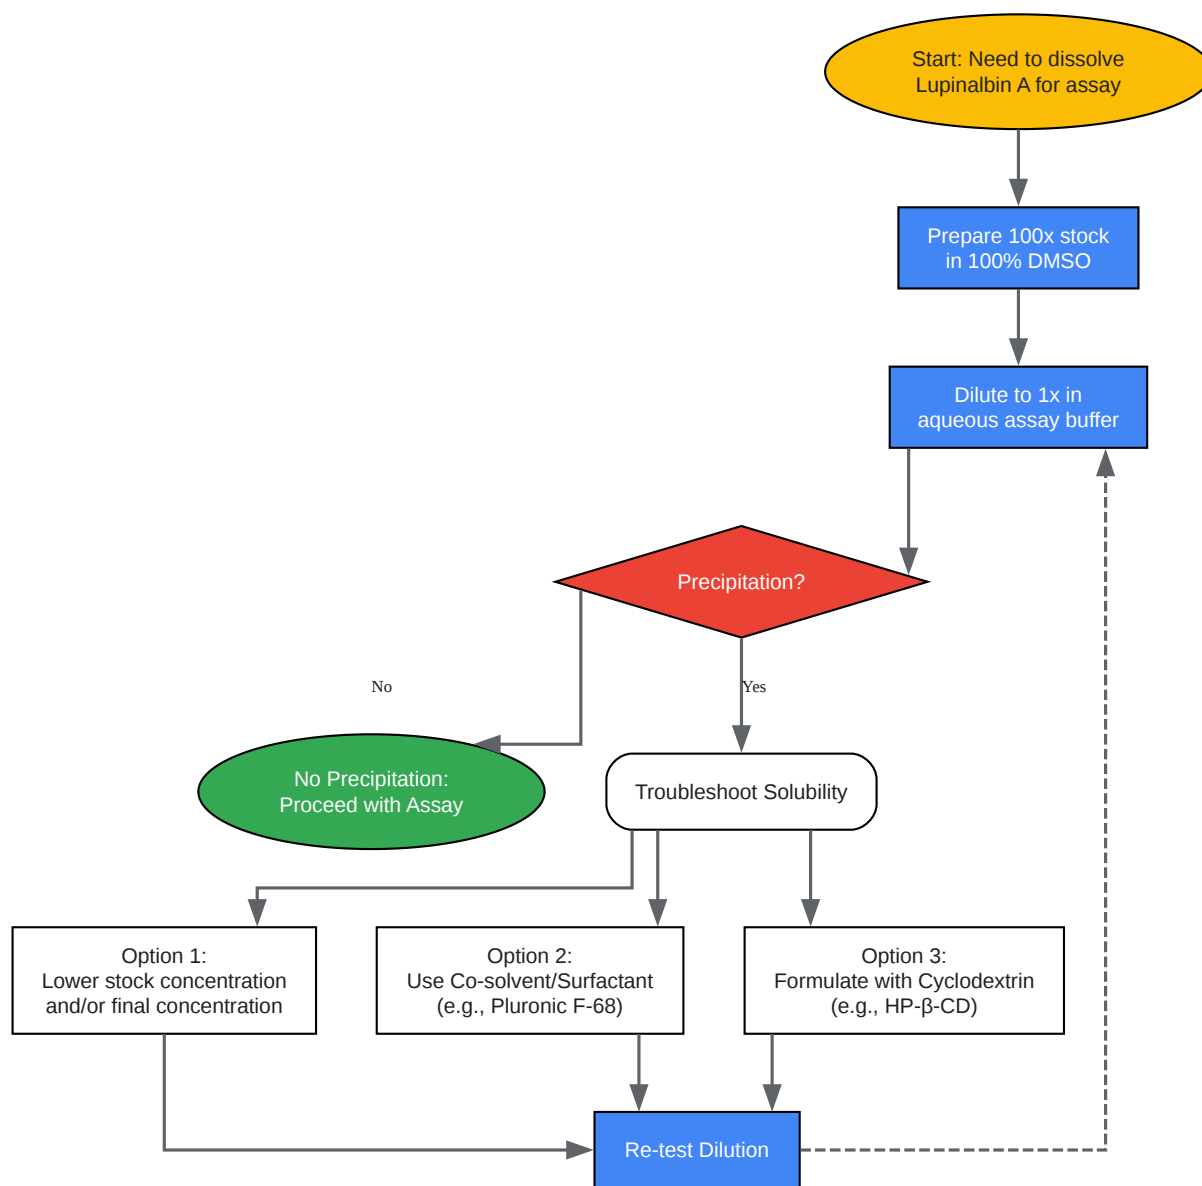 Start: Need to dissolve
Lupinalbin A for assay
Prepare 100x stock
in 100% DMSO
Dilute to 1x in
aqueous assay buffer
Precipitation?
No
Yes
No Precipitation:
Proceed with Assay
Troubleshoot Solubility
Option 1:
Lower stock concentration
and/or final concentration
Option 2:
Use Co-solvent/Surfactant
(e.g., Pluronic F-68)
Option 3:
Formulate with Cyclodextrin
(e.g., HP-β-CD)
Re-test Dilution